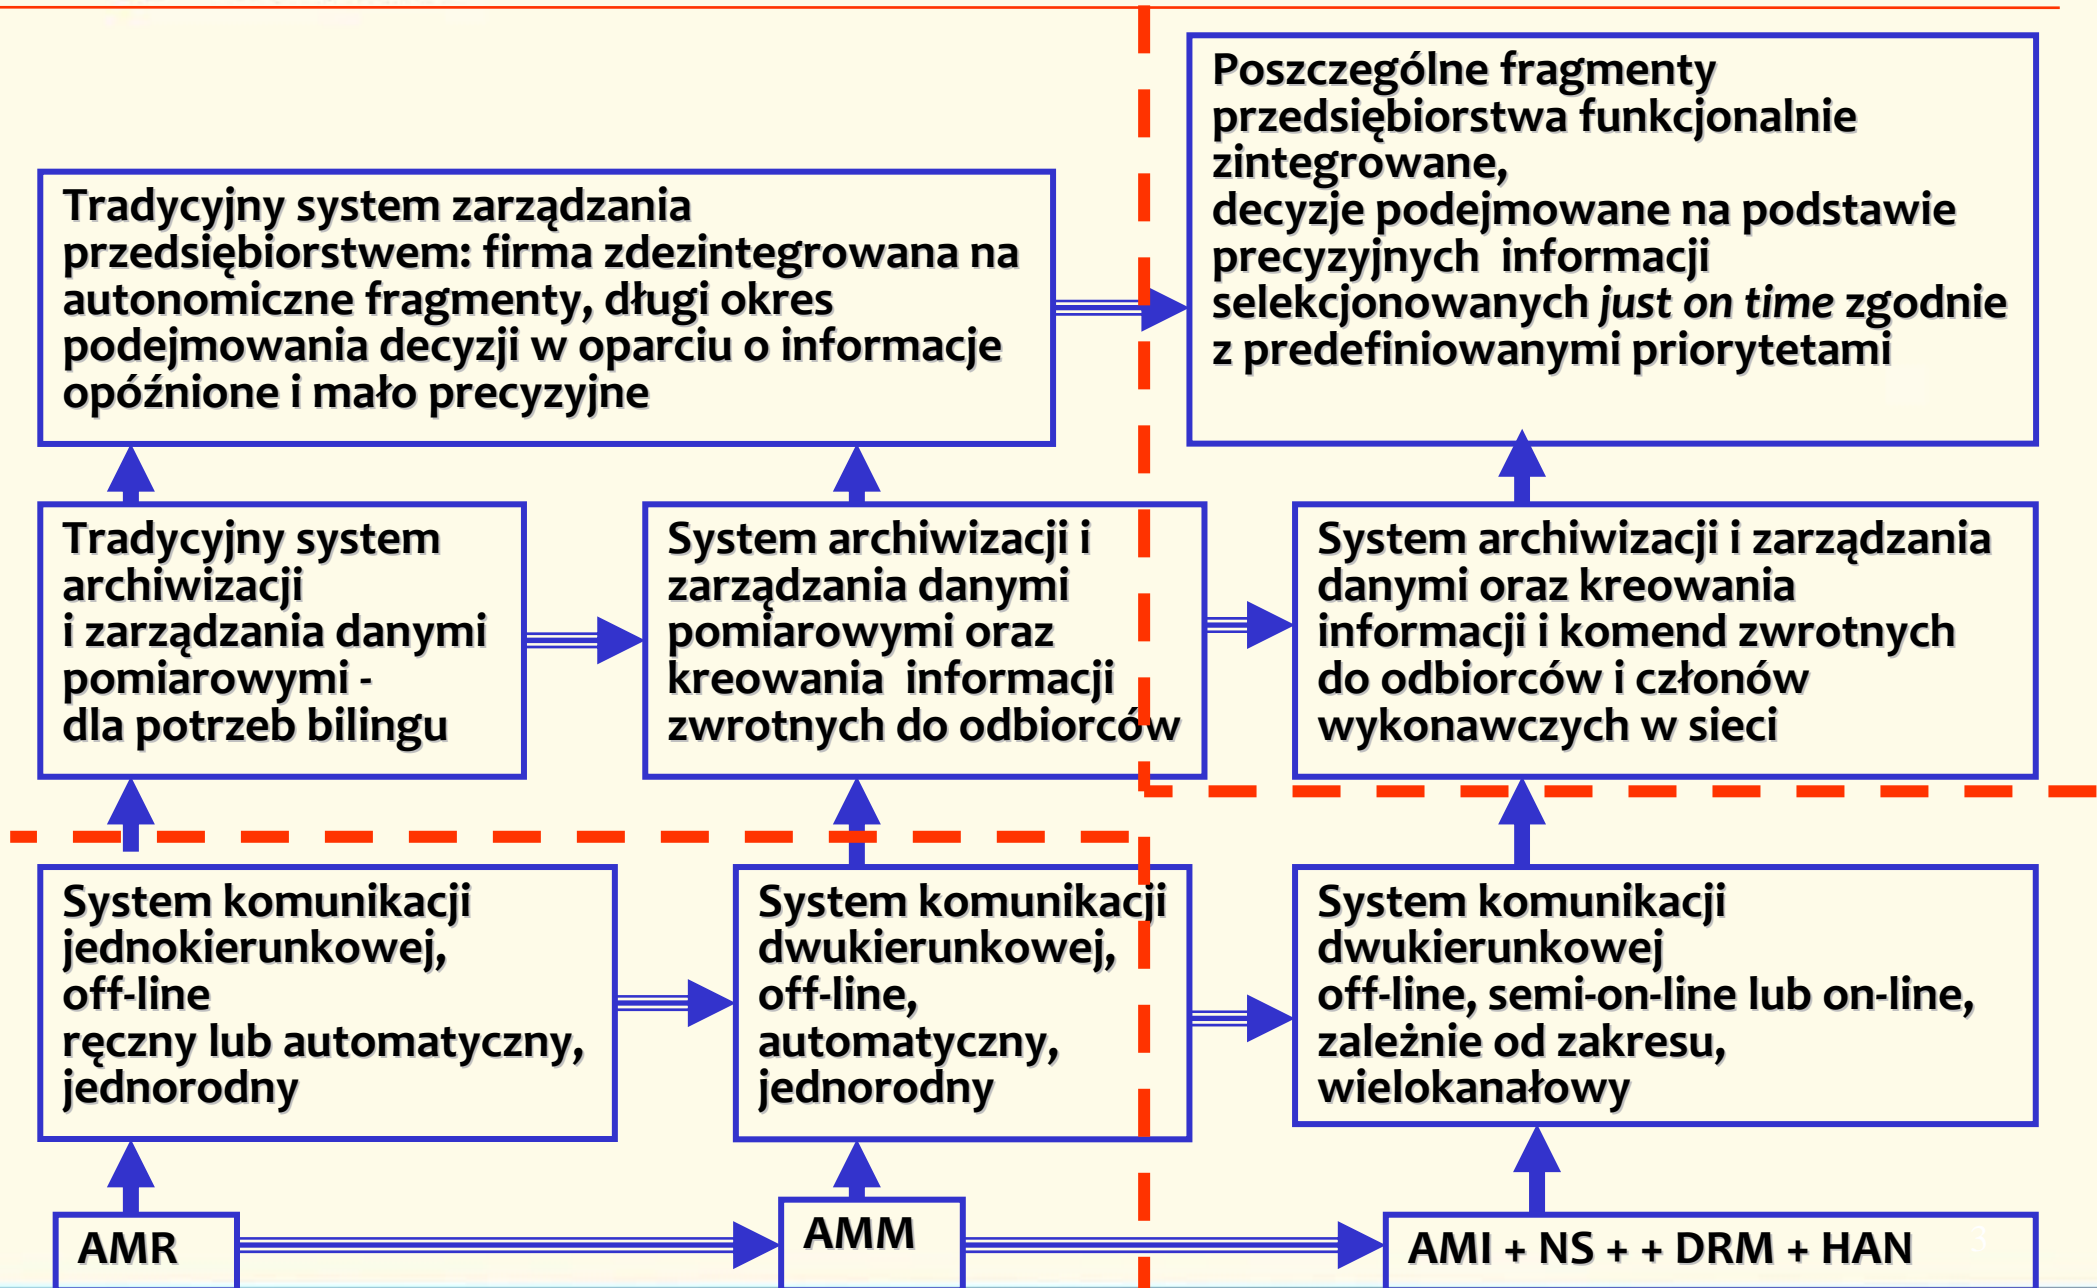 Poszczególne fragmenty
przedsiębiorstwa funkcjonalnie
zintegrowane,
decyzje podejmowane na podstawie
precyzyjnych informacji
selekcjonowanych just on time zgodnie
z predefiniowanymi priorytetami
Tradycyjny system zarządzania
przedsiębiorstwem: firma zdezintegrowana na
autonomiczne fragmenty, długi okres
podejmowania decyzji w oparciu o informacje
opóźnione i mało precyzyjne
Tradycyjny system
archiwizacji
i zarządzania danymi
pomiarowymi -
dla potrzeb bilingu
System archiwizacji i
zarządzania danymi
pomiarowymi oraz
kreowania informacji
zwrotnych do odbiorców
System archiwizacji i zarządzania
danymi oraz kreowania
informacji i komend zwrotnych
do odbiorców i członów
wykonawczych w sieci
System komunikacji
jednokierunkowej,
off-line
ręczny lub automatyczny,
jednorodny
System komunikacji
dwukierunkowej,
off-line,
automatyczny,
jednorodny
System komunikacji
dwukierunkowej
off-line, semi-on-line lub on-line,
zależnie od zakresu,
wielokanałowy
AMR
AMM
AMI + NS + + DRM + HAN
3